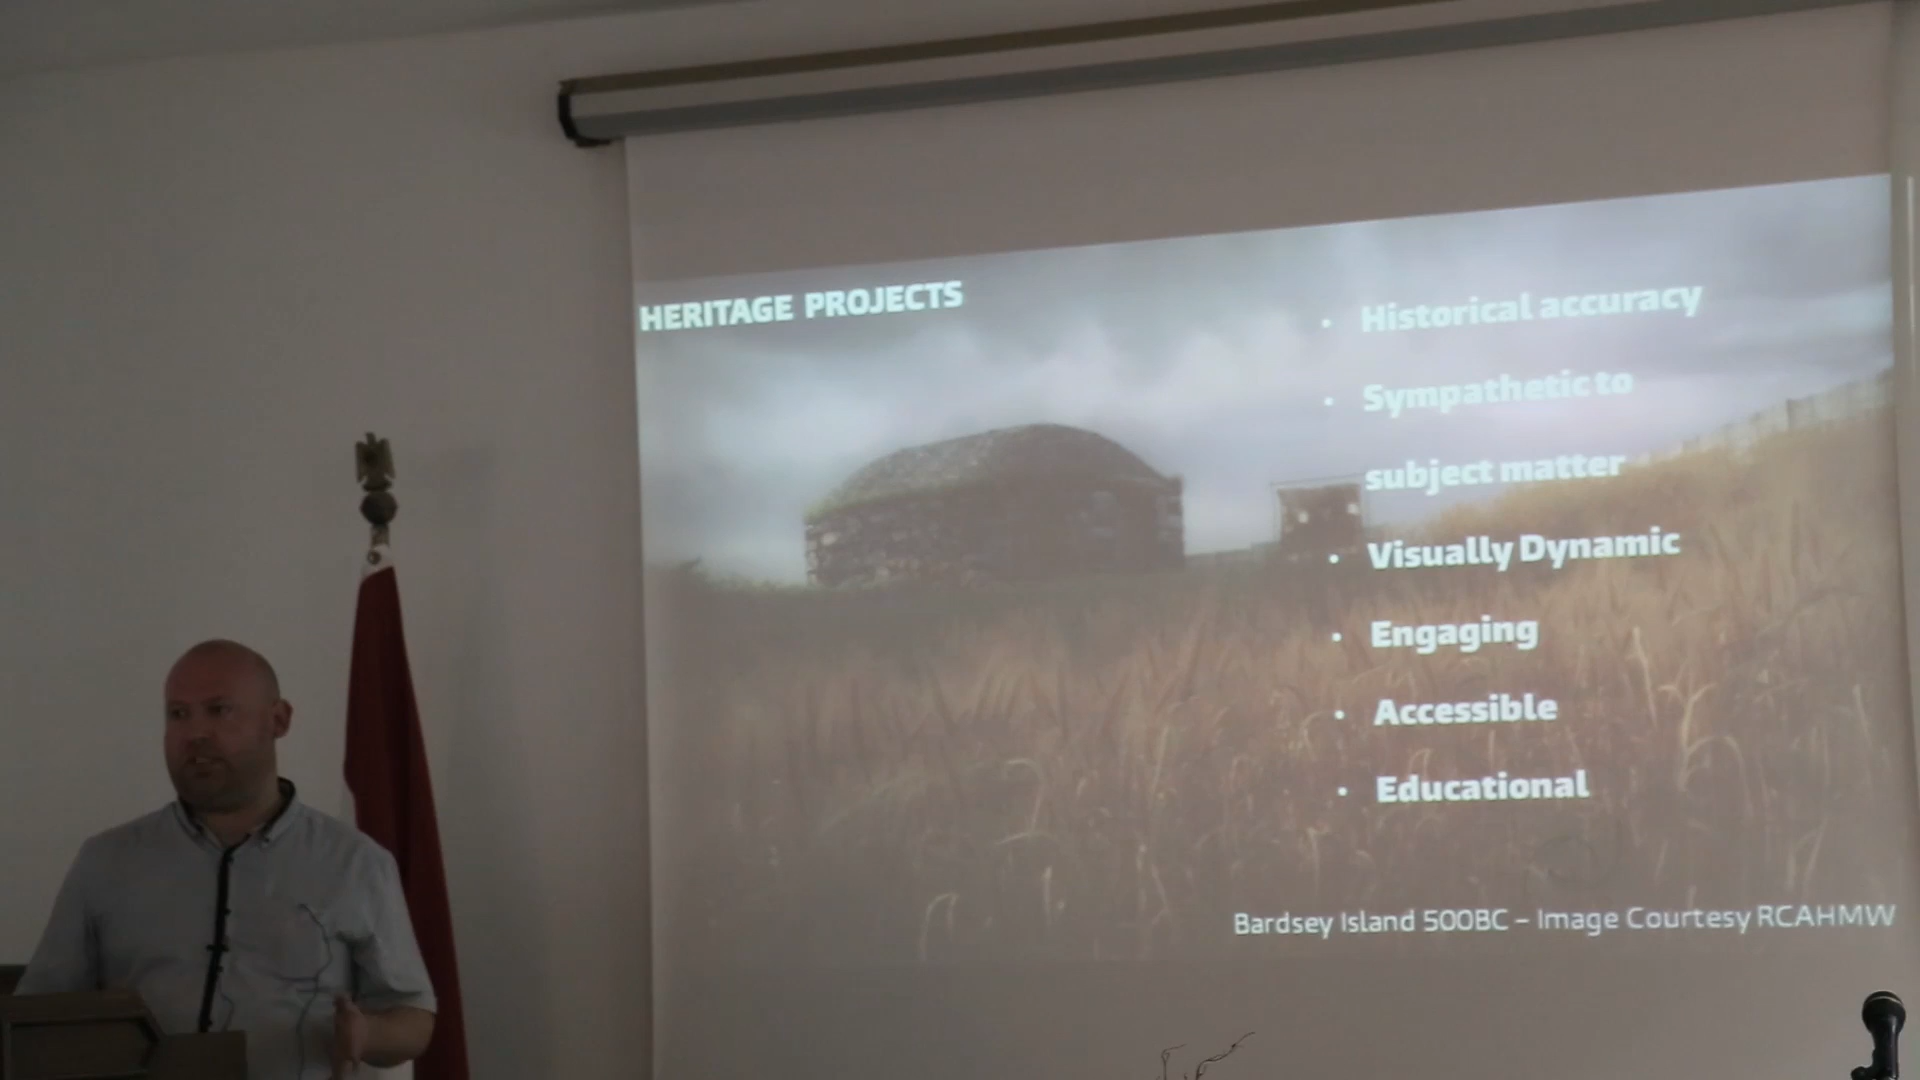 HERITAGE PROJECTS
• Historical accuracy
• Sympathetic to
subject matter
• Visually Dynamic
• Engaging
• Accessible
• Educational
Bardsey Island 500BC – Image Courtesy RCAHMW